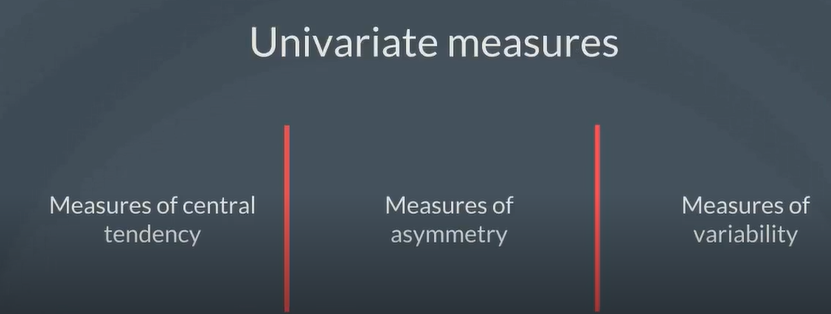 Univariate measures
Measures of central
tendency
Measures of
asymmetry
Measures of
variability